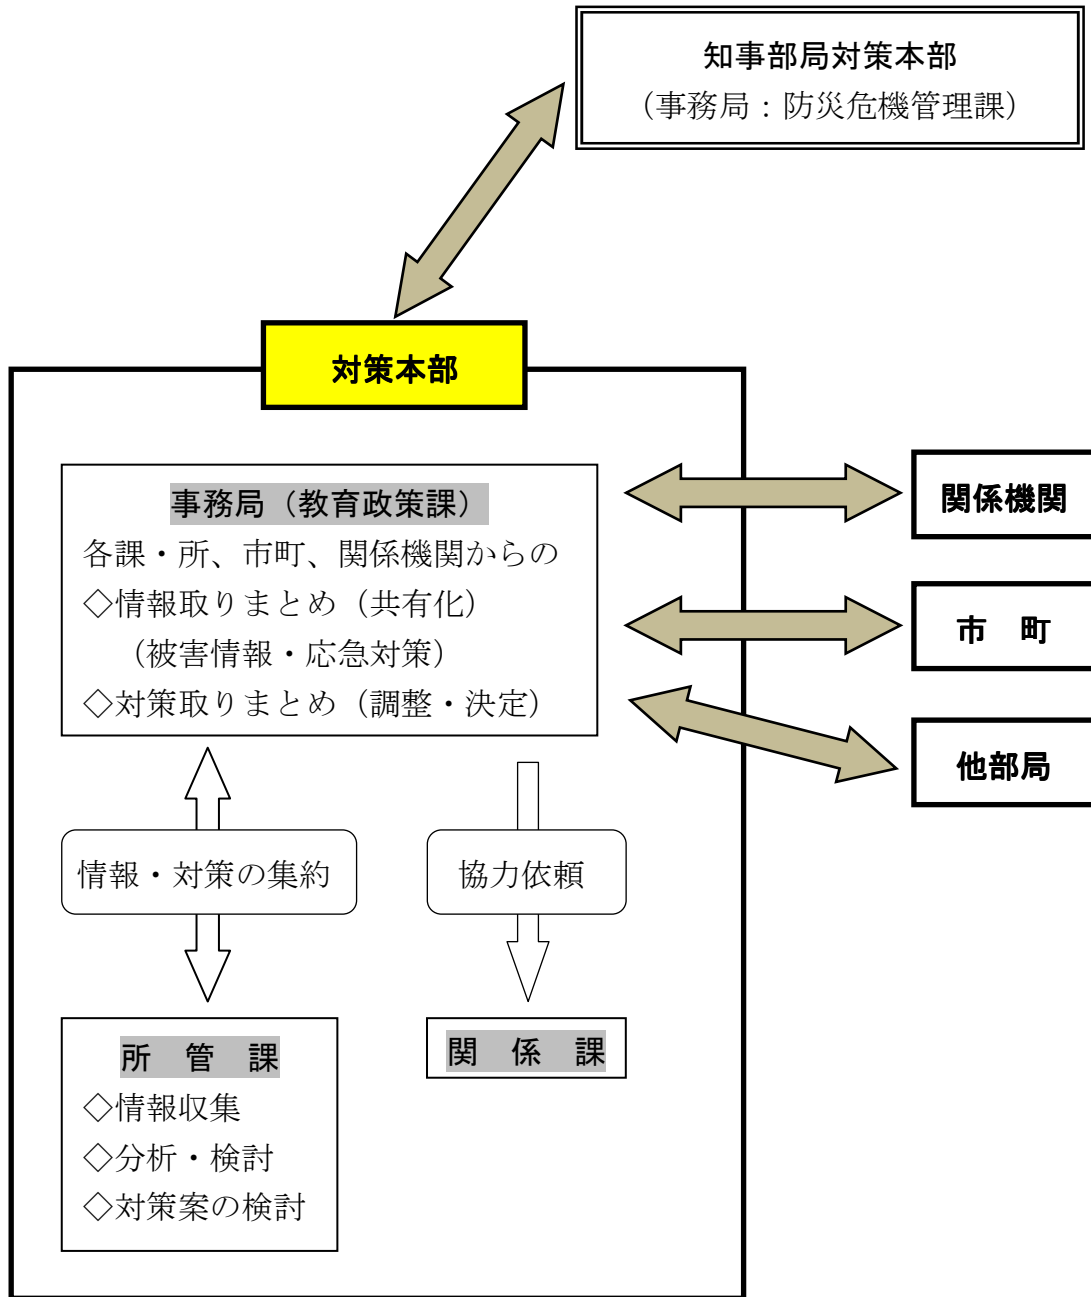 知事部局対策本部
（事務局：防災危機管理課）
対策本部
事務局（教育政策課）
各課・所、市町、関係機関からの
◇情報取りまとめ（共有化）
（被害情報・応急対策）
◇対策取りまとめ（調整・決定）
関係機関
市　町
他部局
情報・対策の集約
協力依頼
所　管　課
◇情報収集
◇分析・検討
◇対策案の検討
関　係　課